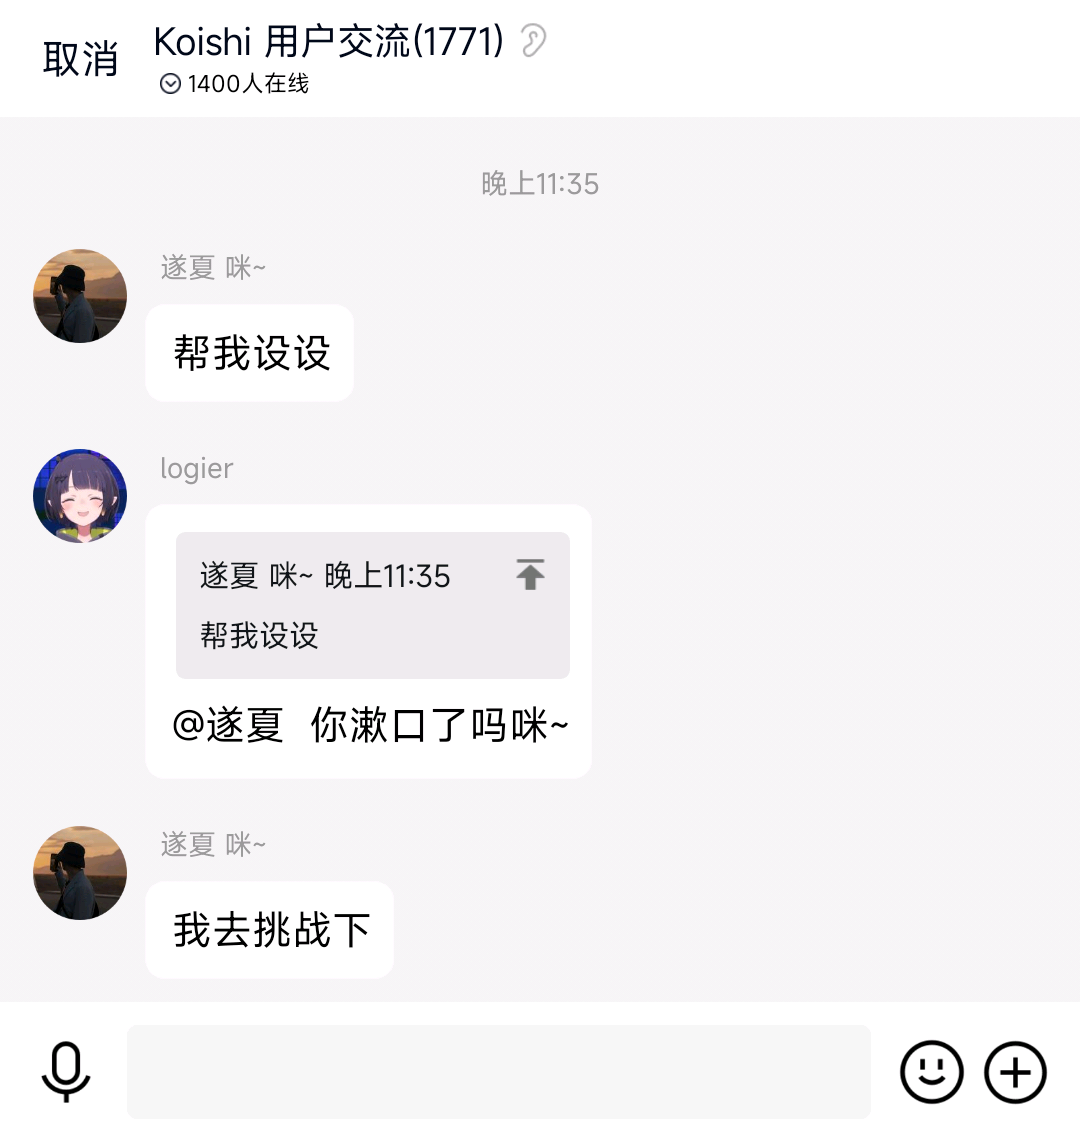 取消
Koishi 用户交流(1771)
1400人在线
晚上11:35
遂夏 咪~
帮我设设
logier
遂夏 咪~ 晚上11:35
帮我设设
@遂夏 你漱口了吗咪~
遂夏 咪~
我去挑战下